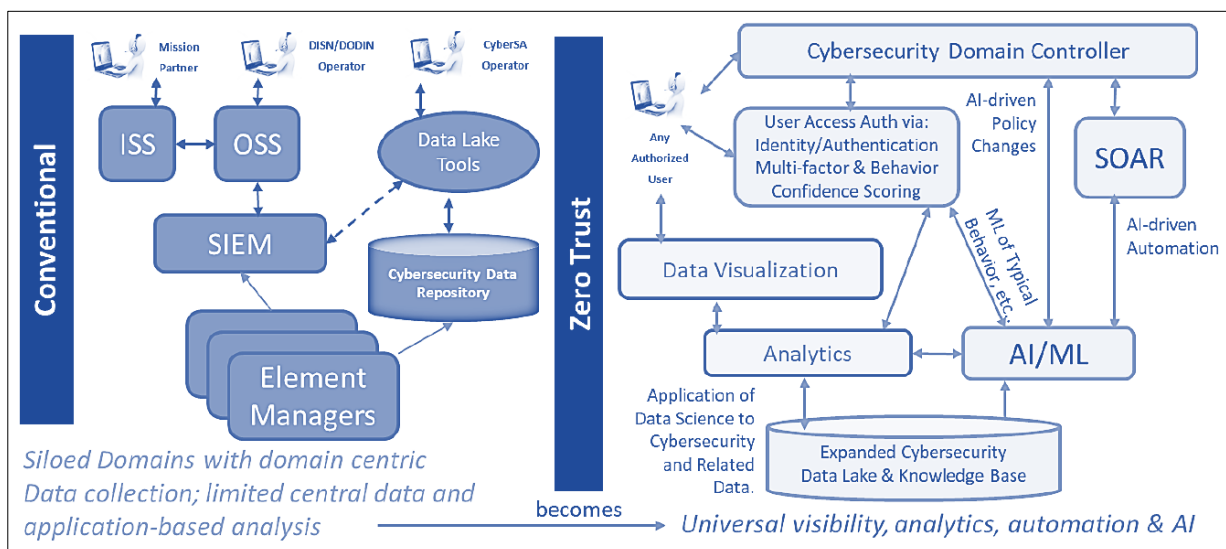 Conventional
Mission
Partner
DISN/DODIN
Operator
CyberSA
Operator
ISS
OSS
Data Lake
Tools
SIEM
Cybersecurity Data
Repository
Element
Managers
Siloed Domains with domain centric
Data collection; limited central data and
application-based analysis
becomes
Zero Trust
Cybersecurity Domain Controller
Any
Authorized
User
User Access Auth via:
Identity/Authentication
Multi-factor & Behavior
Confidence Scoring
AI-driven
Policy
Changes
SOAR
AI-driven
Automation
ML of Typical
Behavior, etc..
Data Visualization
Analytics
AI/ML
Application of
Data Science to
Cybersecurity
and Related
Data.
Expanded Cybersecurity
Data Lake & Knowledge Base
Universal visibility, analytics, automation & AI